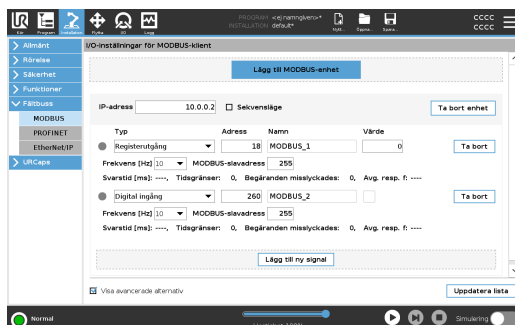 PROGRAM <ej namngiven>*
INSTALLATION default*
CCCC
CCCC
Kör Program Installation Flytta I/O Logg Nytt... Öppna... Spara...
Allmänt
I/O-inställningar för MODBUS-klient
Rörelse
Säkerhet
Funktioner
Fältbuss
MODBUS
PROFINET
EtherNet/IP
URCaps
Lägg till MODBUS-enhet
IP-adress 10.0.0.2 Sekvensläge Ta bort enhet
Typ Adress Namn Värde
Registerutgång 18 MODBUS_1 0 Ta bort
Frekvens [Hz] 10 MODBUS-slavadress 255
Svarstid [ms]: ----, Tidsgränser: 0, Begäranden misslyckades: 0, Avg. resp. f: ----
Digital ingång 260 MODBUS_2 Ta bort
Frekvens [Hz] 10 MODBUS-slavadress 255
Svarstid [ms]: ----, Tidsgränser: 0, Begäranden misslyckades: 0, Avg. resp. f: ----
Lägg till ny signal
Visa avancerade alternativ Uppdatera lista
Normal
Simulering